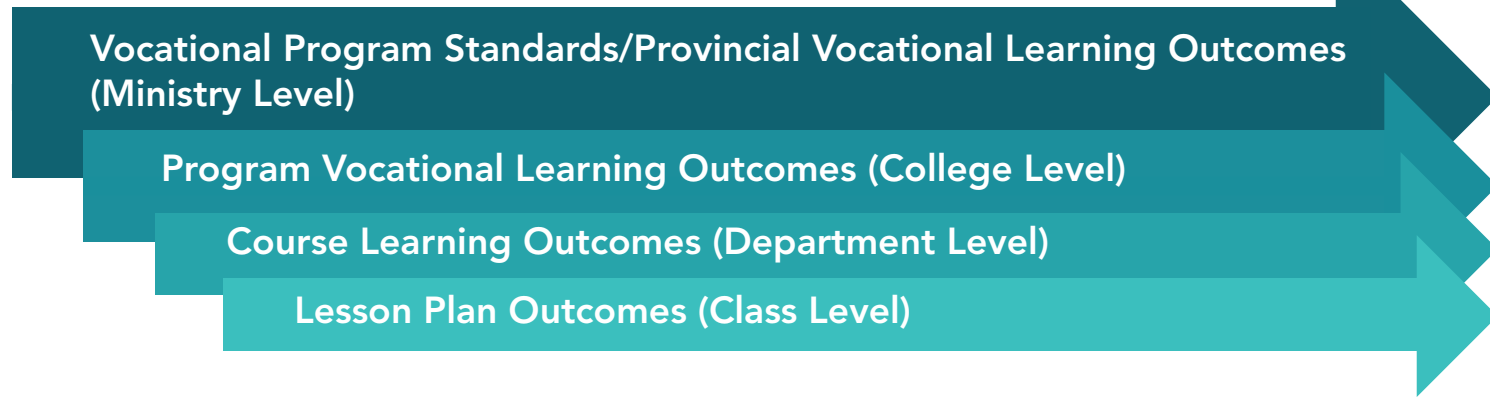 Vocational Program Standards/Provincial Vocational Learning Outcomes
(Ministry Level)
Program Vocational Learning Outcomes (College Level)
Course Learning Outcomes (Department Level)
Lesson Plan Outcomes (Class Level)